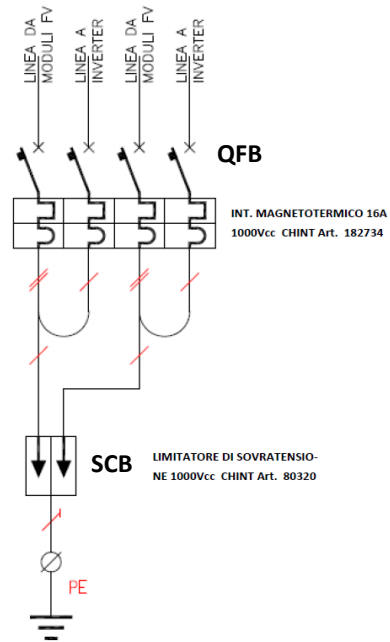 LINEA DA
MODULI FV
LINEA A
INVERTER
LINEA DA
MODULI FV
LINEA A
INVERTER
QFB
INT. MAGNETOTERMICO 16A
1000Vcc CHINT Art. 182734
SCB
LIMITATORE DI SOVRATENSIO-
NE 1000Vcc CHINT Art. 80320
PE